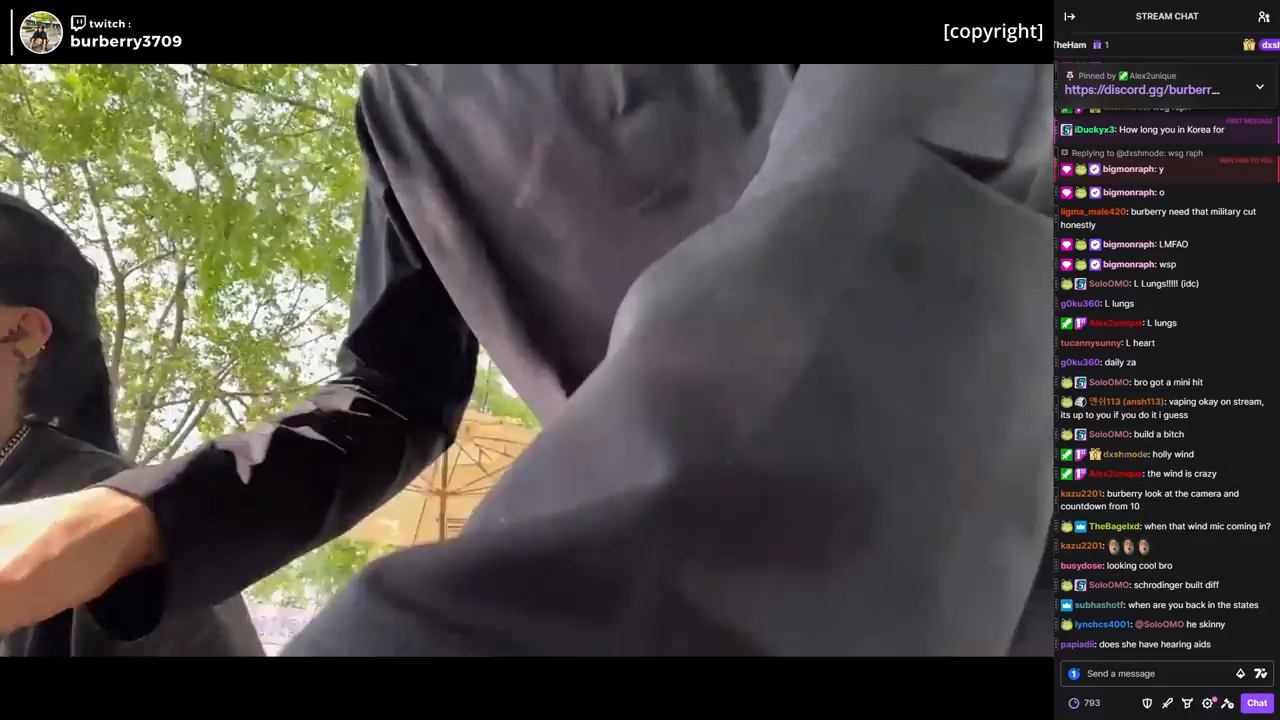 twitch :
burberry3709
[copyright]
STREAM CHAT
TheHam 1
Pinned by Alex2unique
https://discord.gg/burberr...
FIRST MESSAGE
iDuckyx3: How long you in Korea for
Replying to @dxshmode: wsg raph
REPLYING TO YOU
bigmonraph: y
bigmonraph: o
ligma_male420: burberry need that military cut
honestly
bigmonraph: LMFAO
bigmonraph: wsp
SoloOMO: L Lungs!!!!! (idc)
g0ku360: L lungs
Alex2unique: L lungs
tucannysunny: L heart
g0ku360: daily za
SoloOMO: bro got a mini hit
앤쉬113 (ansh113): vaping okay on stream,
its up to you if you do it i guess
SoloOMO: build a bitch
dxshmode: holly wind
Alex2unique: the wind is crazy
kazu2201: burberry look at the camera and
countdown from 10
TheBagelxd: when that wind mic coming in?
kazu2201:
busydose: looking cool bro
SoloOMO: schrodinger built diff
subhashotf: when are you back in the states
lynchcs4001: @SoloOMO he skinny
papiadii: does she have hearing aids
Send a message
793
Chat